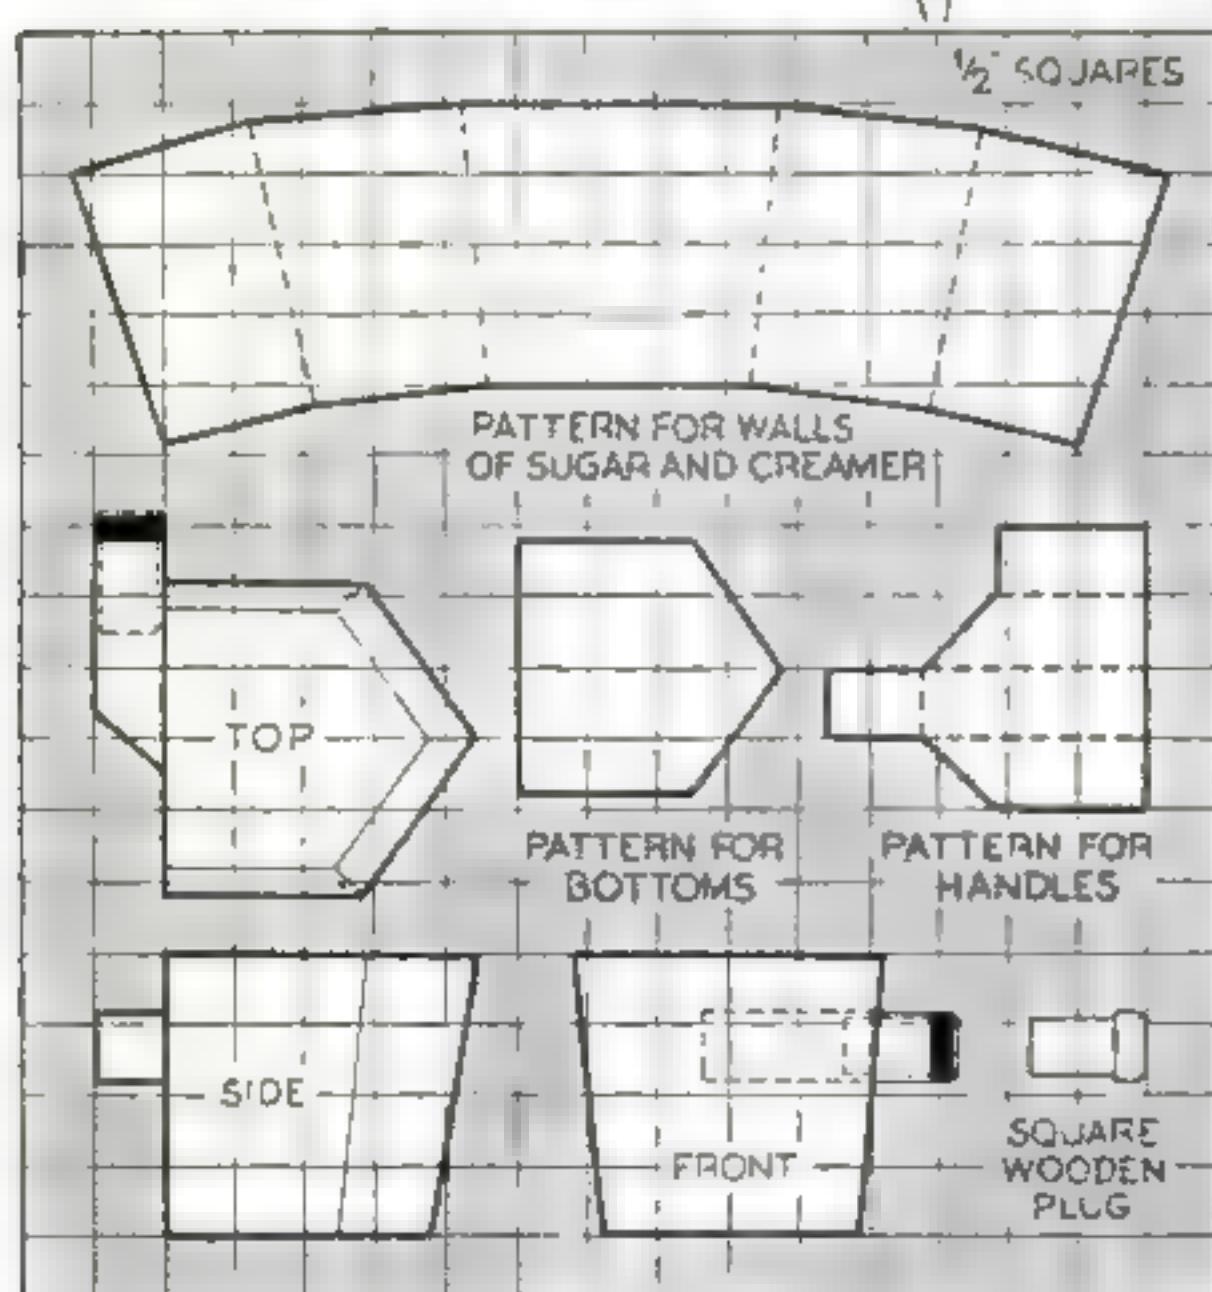 1/2" SQUARES
PATTERN FOR WALLS
OF SUGAR AND CREAMER
TOP
PATTERN FOR
BOTTOMS
PATTERN FOR
HANDLES
SIDE
FRONT
SQUARE
WOODEN
PLUG